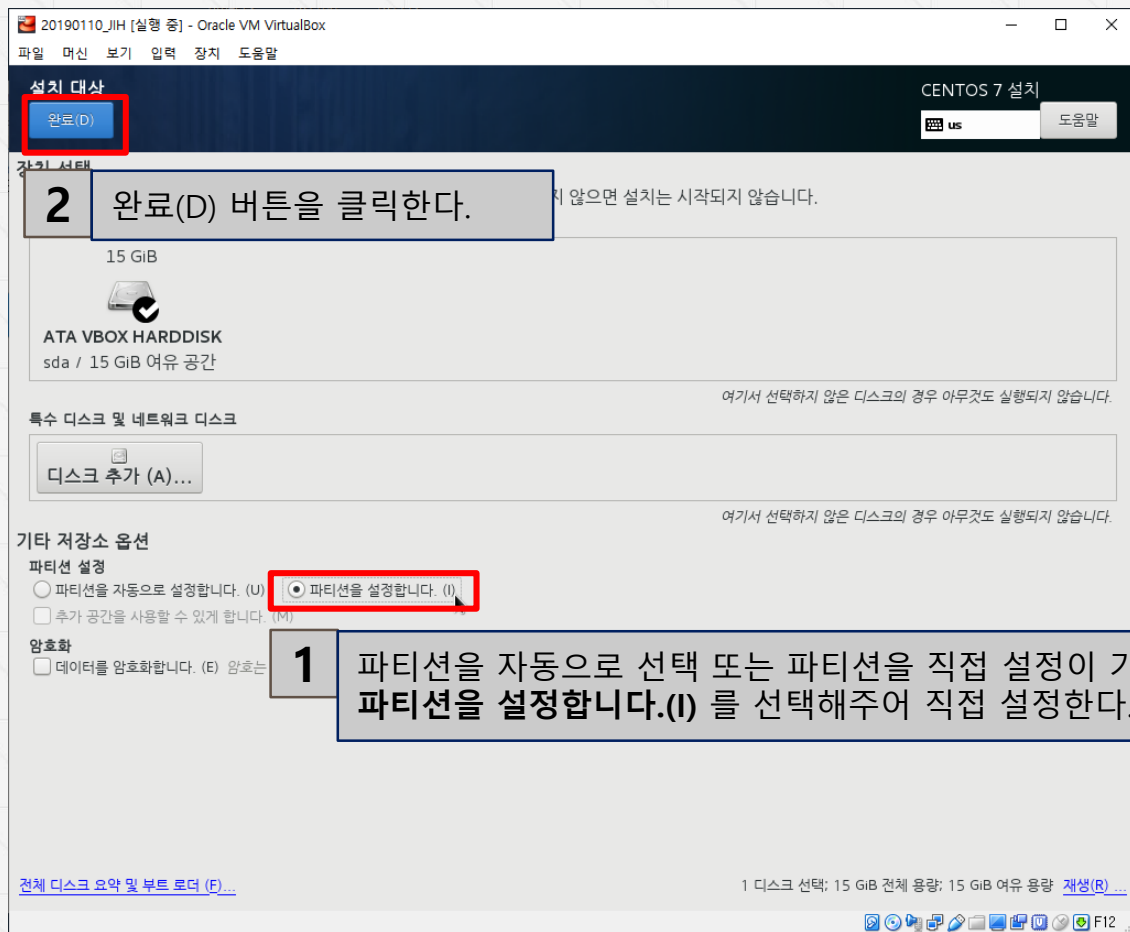 20190110_JIH [실행 중] - Oracle VM VirtualBox
파일 머신 보기 입력 장치 도움말
설치 대상
CENTOS 7 설치
완료(D)
us
도움말
장치 선택
2
완료(D) 버튼을 클릭한다.
않으면 설치는 시작되지 않습니다.
15 GiB
ATA VBOX HARDDISK
sda / 15 GiB 여유 공간
여기서 선택하지 않은 디스크의 경우 아무것도 실행되지 않습니다.
특수 디스크 및 네트워크 디스크
디스크 추가 (A)...
여기서 선택하지 않은 디스크의 경우 아무것도 실행되지 않습니다.
기타 저장소 옵션
파티션 설정
파티션을 자동으로 설정합니다. (U) 파티션을 설정합니다. (I)
추가 공간을 사용할 수 있게 합니다. (M)
암호화
데이터를 암호화합니다. (E) 암호는
1
파티션을 자동으로 선택 또는 파티션을 직접 설정이
파티션을 설정합니다.(I) 를 선택해주어 직접 설정한다.
전체 디스크 요약 및 부트 로더 (F)...
1 디스크 선택; 15 GiB 전체 용량; 15 GiB 여유 용량 재생(R) ...
F12